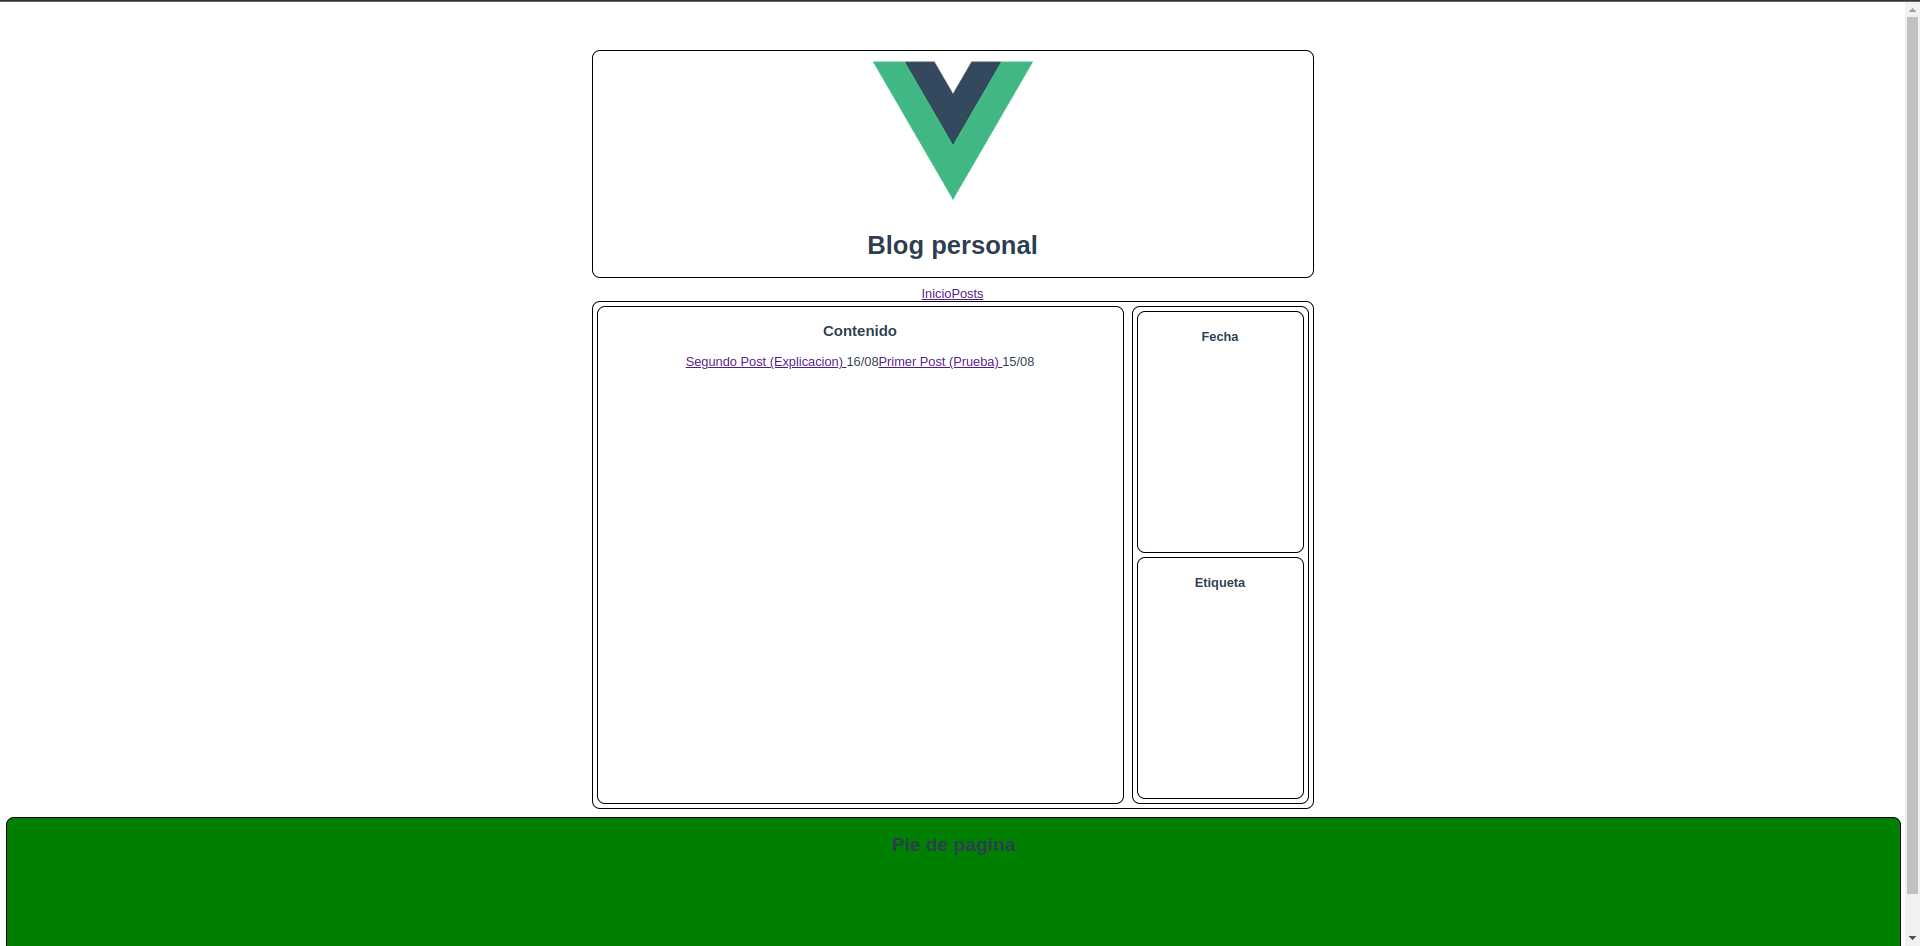 Blog personal
InicioPosts
Contenido
Segundo Post (Explicacion) 16/08Primer Post (Prueba) 15/08
Fecha
Etiqueta
Pie de pagina